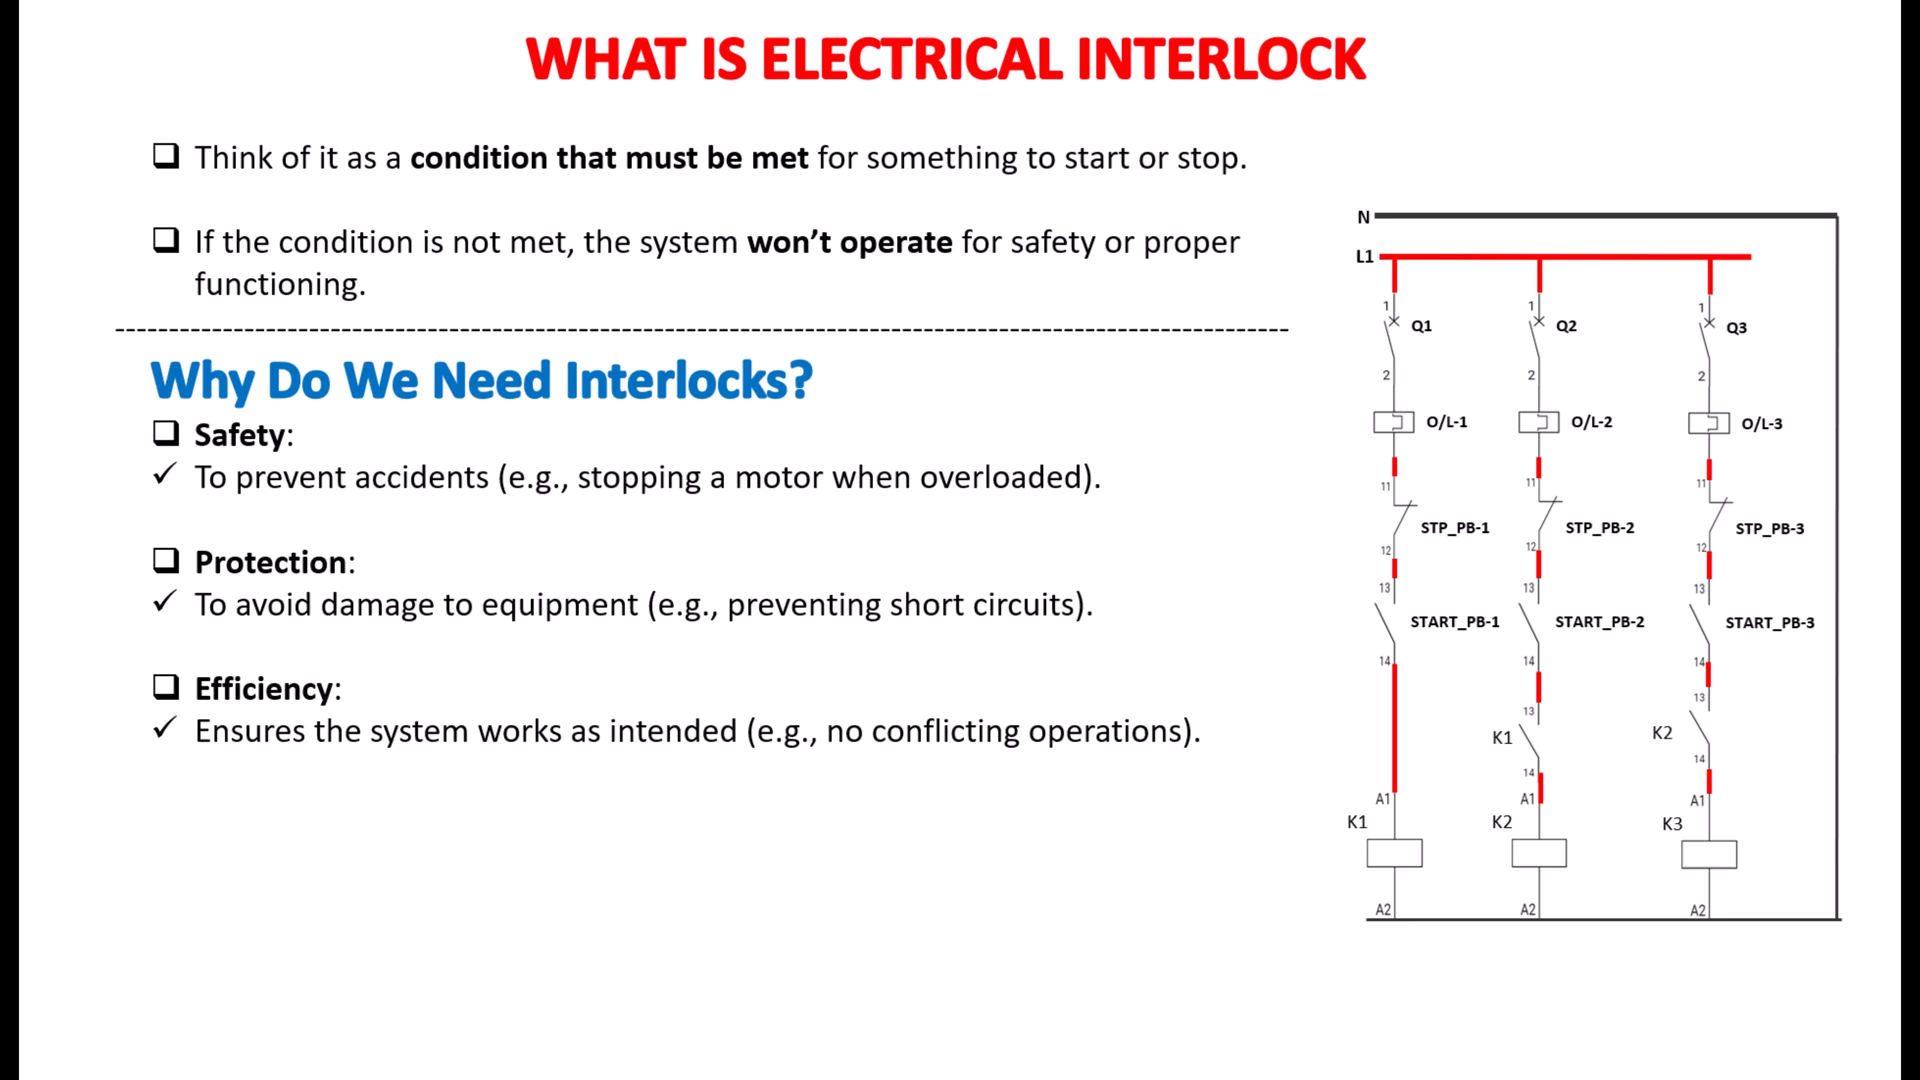 WHAT IS ELECTRICAL INTERLOCK
❑ Think of it as a condition that must be met for something to start or stop.
❑ If the condition is not met, the system won’t operate for safety or proper
functioning.
--------------------------------------------------------------------------------
Why Do We Need Interlocks?
❑ Safety:
✓ To prevent accidents (e.g., stopping a motor when overloaded).
❑ Protection:
✓ To avoid damage to equipment (e.g., preventing short circuits).
❑ Efficiency:
✓ Ensures the system works as intended (e.g., no conflicting operations).
N
L1
1 1 1
Q1 Q2 Q3
2 2 2
O/L-1 O/L-2 O/L-3
11 11 11
STP_PB-1 STP_PB-2 STP_PB-3
12 12 12
13 13 13
START_PB-1 START_PB-2 START_PB-3
14 14 14
13 13
K1 K2
14 14
A1 A1 A1
K1 K2 K3
A2 A2 A2